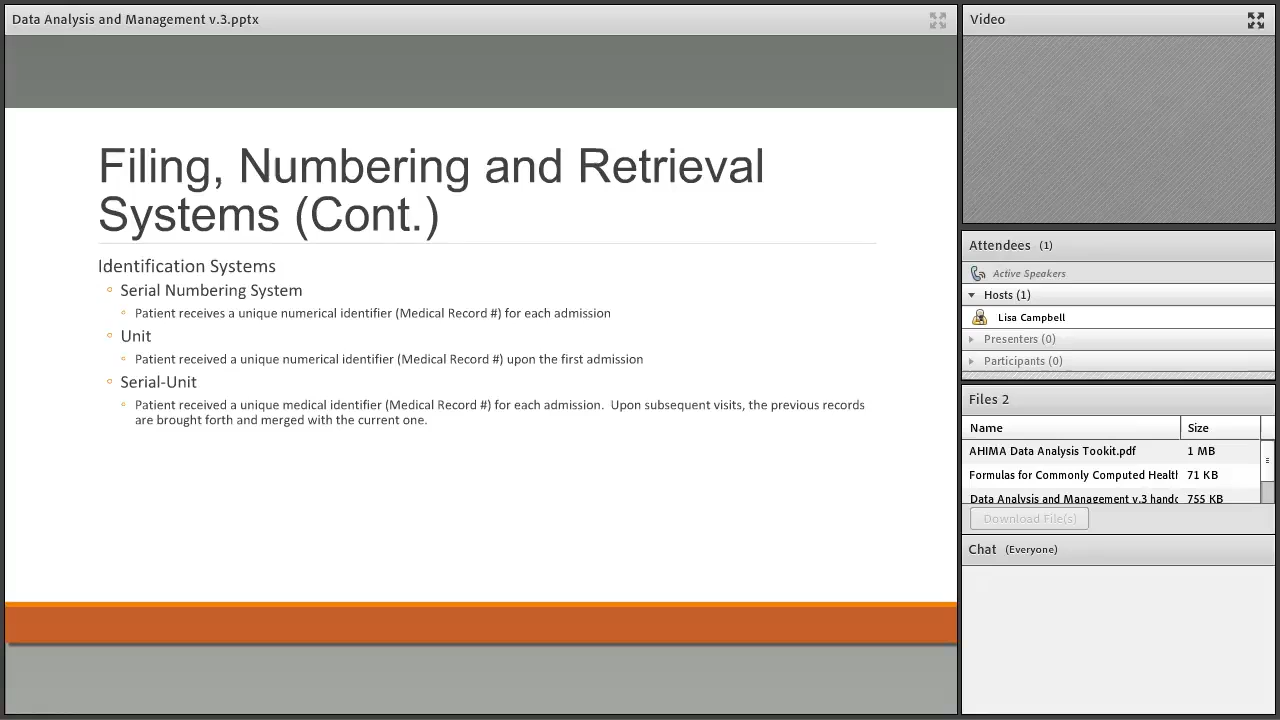 Data Analysis and Management v.3.pptx
Filing, Numbering and Retrieval
Systems (Cont.)
Identification Systems
Serial Numbering System
Patient receives a unique numerical identifier (Medical Record #) for each admission
Unit
Patient received a unique numerical identifier (Medical Record #) upon the first admission
Serial-Unit
Patient received a unique medical identifier (Medical Record #) for each admission. Upon subsequent visits, the previous records
are brought forth and merged with the current one.
Video
Attendees (1)
Active Speakers
Hosts (1)
Lisa Campbell
Presenters (0)
Participants (0)
Files 2
Name Size
AHIMA Data Analysis Tookit.pdf 1 MB
Formulas for Commonly Computed Healtl 71 KB
Data Analysis and Management v.3 handc 755 KB
Download File(s)
Chat (Everyone)